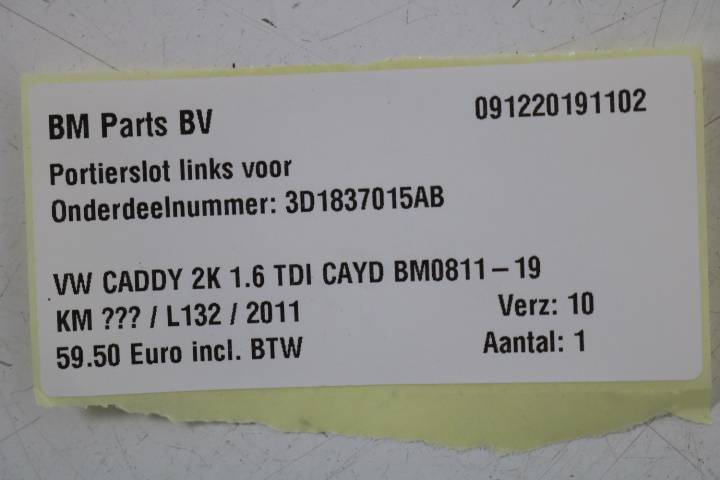 BM Parts BV 091220191102
Portierslot links voor
Onderdeelnummer: 3D1837015AB
VW CADDY 2K 1.6 TDI CAYD BM0811-19
KM ??? / L132 / 2011 Verz: 10
59.50 Euro incl. BTW Aantal: 1